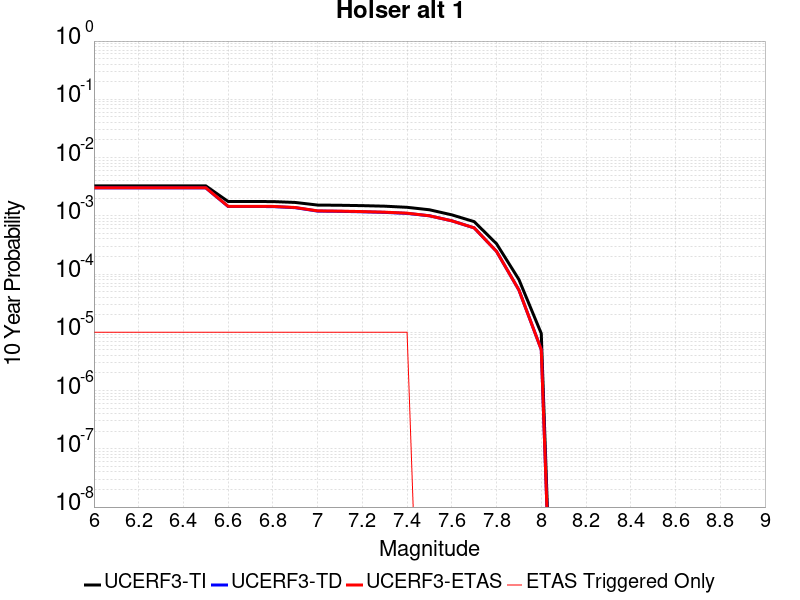 Holser alt 1
10 Year Probability
10^0
10^-1
10^-2
10^-3
10^-4
10^-5
10^-6
10^-7
10^-8
6 6.2 6.4 6.6 6.8 7 7.2 7.4 7.6 7.8 8 8.2 8.4 8.6 8.8 9
Magnitude
UCERF3-TI UCERF3-TD UCERF3-ETAS ETAS Triggered Only